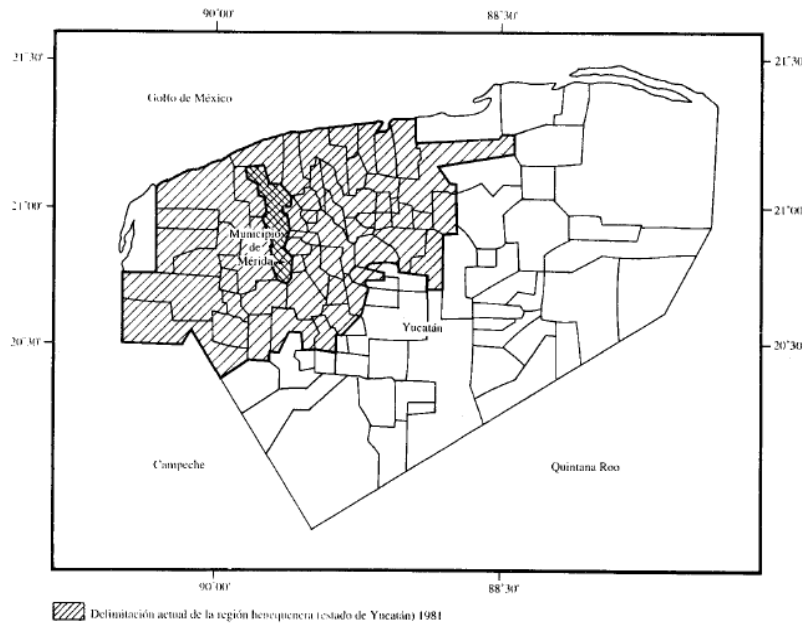 90°00'
88°30'
21°30'
21°30'
Golfo de México
21°00'
21°00'
Municipio
de
Mérida
Yucatán
20°30'
20°30'
Campeche
Quintana Roo
90°00'
88°30'
Delimitación actual de la región henequenera (estado de Yucatán) 1981